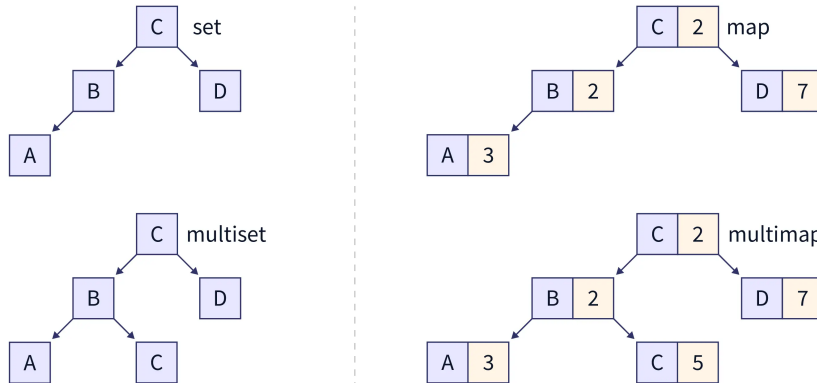 C set
B D
A
C 2 map
B 2 D 7
A 3
C multiset
B D
A C
C 2 multimap
B 2 D 7
A 3 C 5